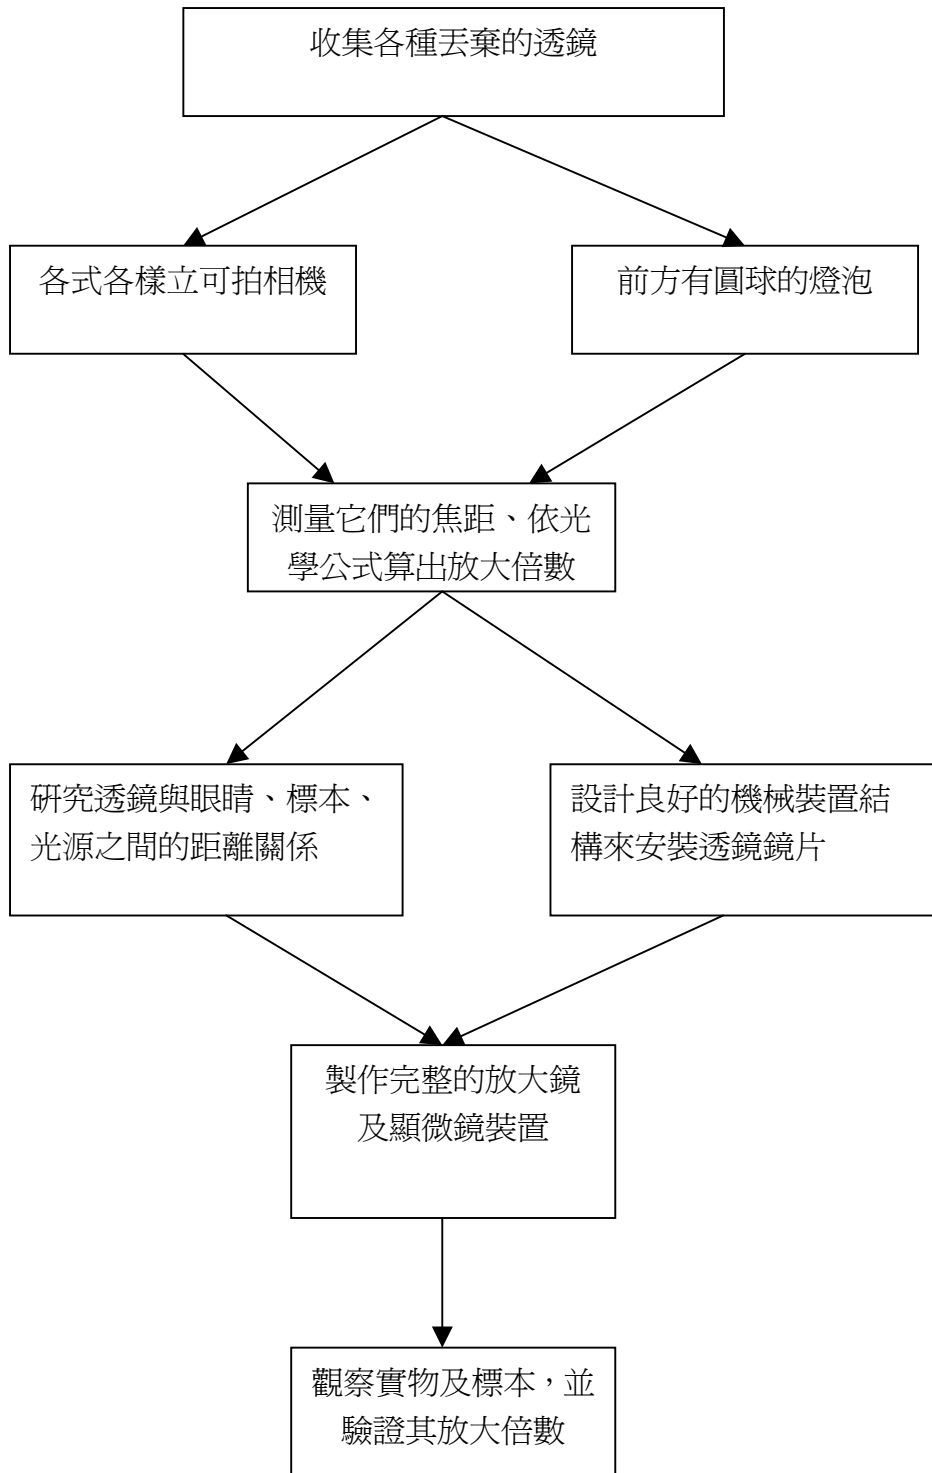 收集各種丟棄的透鏡
各式各樣立可拍相機
前方有圓球的燈泡
測量它們的焦距、依光
學公式算出放大倍數
研究透鏡與眼睛、標本、
光源之間的距離關係
設計良好的機械裝置結
構來安裝透鏡鏡片
製作完整的放大鏡
及顯微鏡裝置
觀察實物及標本，並
驗證其放大倍數